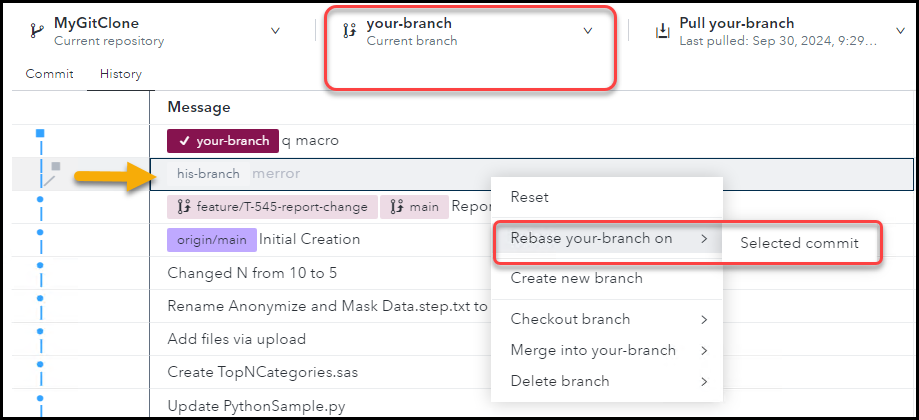 MyGitClone
Current repository
your-branch
Current branch
Pull your-branch
Last pulled: Sep 30, 2024, 9:29...
Commit
History
Message
your-branch q macro
his-branch merror
feature/T-545-report-change main Repor
origin/main Initial Creation
Changed N from 10 to 5
Rename Anonymize and Mask Data.step.txt to
Add files via upload
Create TopNCategories.sas
Update PythonSample.py
Reset
Rebase your-branch on
Selected commit
Create new branch
Checkout branch
Merge into your-branch
Delete branch